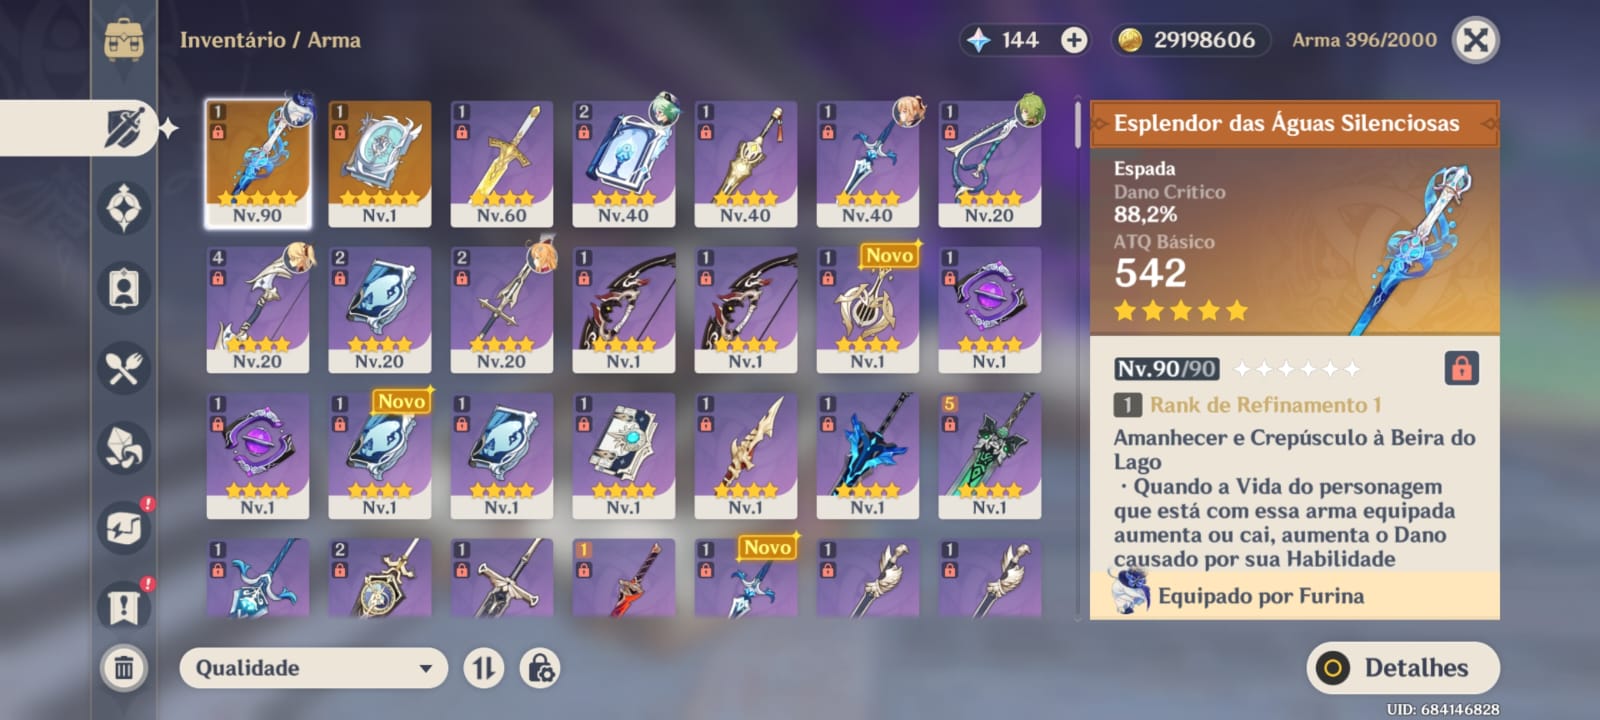 Inventário / Arma
144
29198606
Arma 396/2000
1
Nv.90
1
Nv.1
1
Nv.60
2
Nv.40
1
Nv.40
1
Nv.40
1
Nv.20
4
Nv.20
2
Nv.20
2
Nv.20
1
Nv.1
1
Nv.1
1
Novo
Nv.1
1
Nv.1
1
Nv.1
1
Novo
Nv.1
1
Nv.1
1
Nv.1
1
Nv.1
1
Nv.1
5
Nv.1
1
2
1
1
1
Novo
1
1
Esplendor das Águas Silenciosas
Espada
Dano Crítico
88,2%
ATQ Básico
542
Nv.90/90
1 Rank de Refinamento 1
Amanhecer e Crepúsculo à Beira do
Lago
· Quando a Vida do personagem
que está com essa arma equipada
aumenta ou cai, aumenta o Dano
causado por sua Habilidade
Equipado por Furina
Qualidade
Detalhes
UID: 684146828